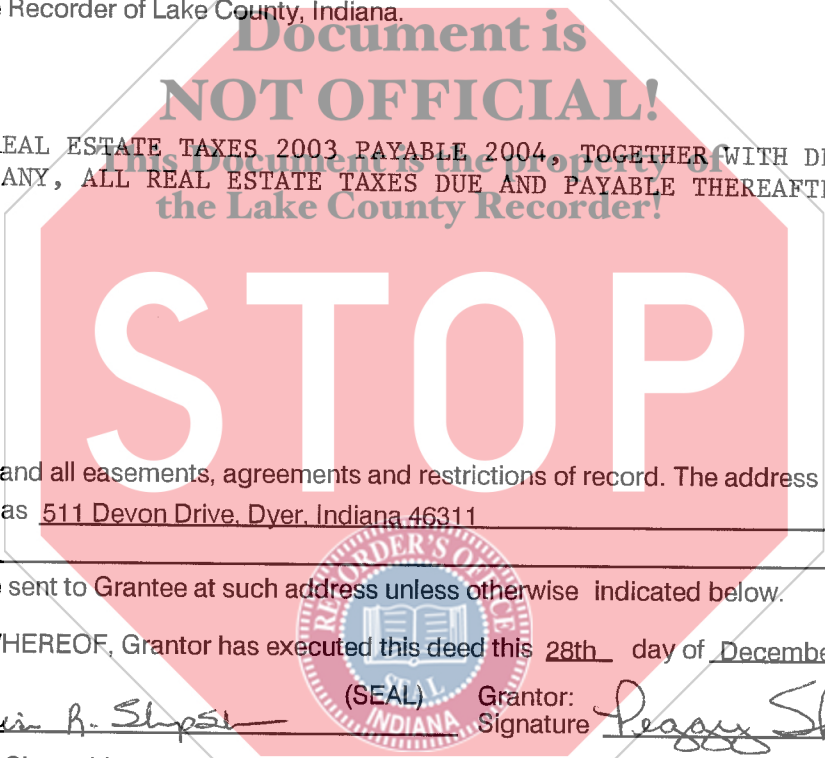 Recorder of Lake County, Indiana.
Document is
NOT OFFICIAL!
REAL ESTATE TAXES 2003 PAYABLE 2004, TOGETHER WITH
This Document is the property of
ANY, ALL REAL ESTATE TAXES DUE AND PAYABLE
the Lake County Recorder!
STOP
and all easements, agreements and restrictions of record. The address
as 511 Devon Drive, Dyer, Indiana 46311
RECORDER'S OFFICE
sent to Grantee at such address unless otherwise indicated below.
WHEREOF, Grantor has executed this deed this 28th day of Decembe
SEAL
(SEAL) Grantor:
INDIANA
R. Signature Peggy